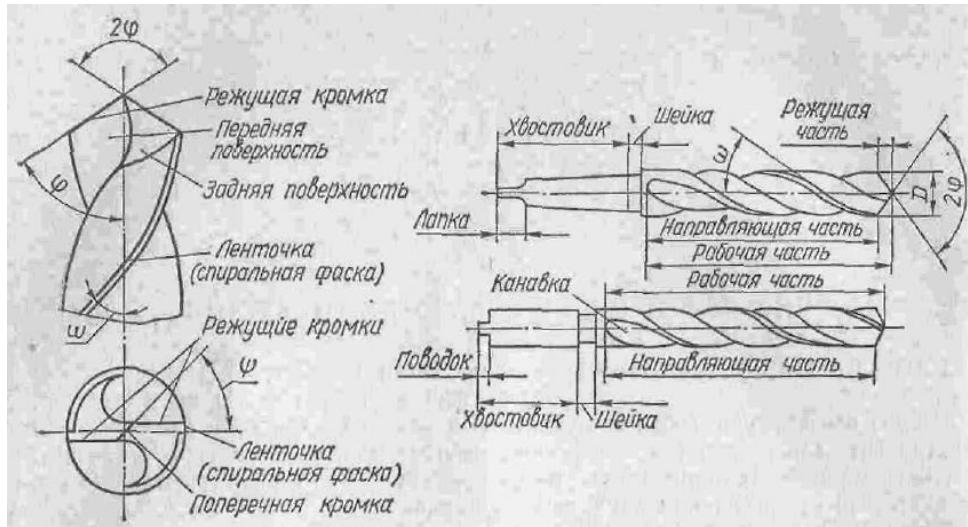 2φ
Режущая кромка
Передняя
поверхность
φ
Задняя поверхность
Ленточка
(спиральная фаска)
ω
Режущие кромки
ψ
Ленточка
(спиральная фаска)
Поперечная кромка
Хвостовик
Шейка
Режущая
часть
ω
D
2φ
Лапка
Направляющая часть
Рабочая часть
Рабочая часть
Канавка
Поводок
Направляющая часть
Хвостовик
Шейка